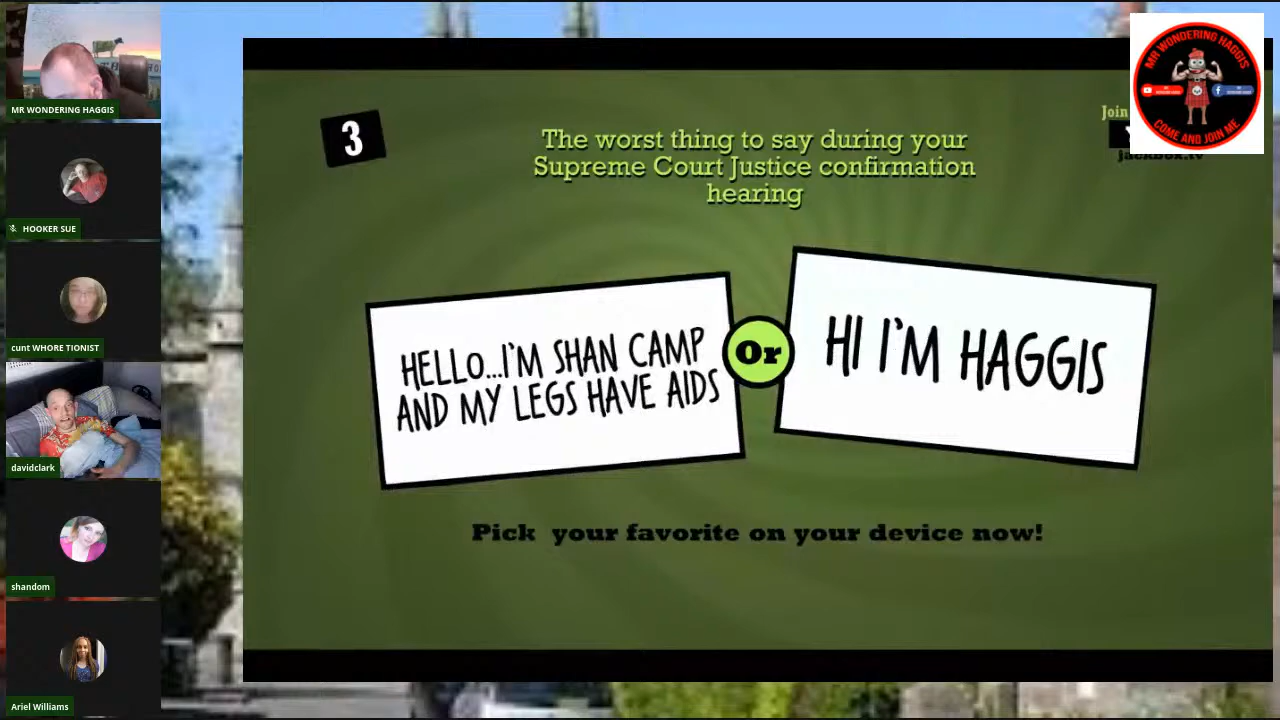 MR WONDERING HAGGIS
HOOKER SUE
cunt WHORE TIONIST
davidclark
shandom
Ariel Williams
3
The worst thing to say during your
Supreme Court Justice confirmation
hearing
HELLO...I'M SHAN CAMP
AND MY LEGS HAVE AIDS
Or
HI I'M HAGGIS
Pick your favorite on your device now!
Join
jackbox.tv
MR WONDERING HAGGIS
COME AND JOIN ME